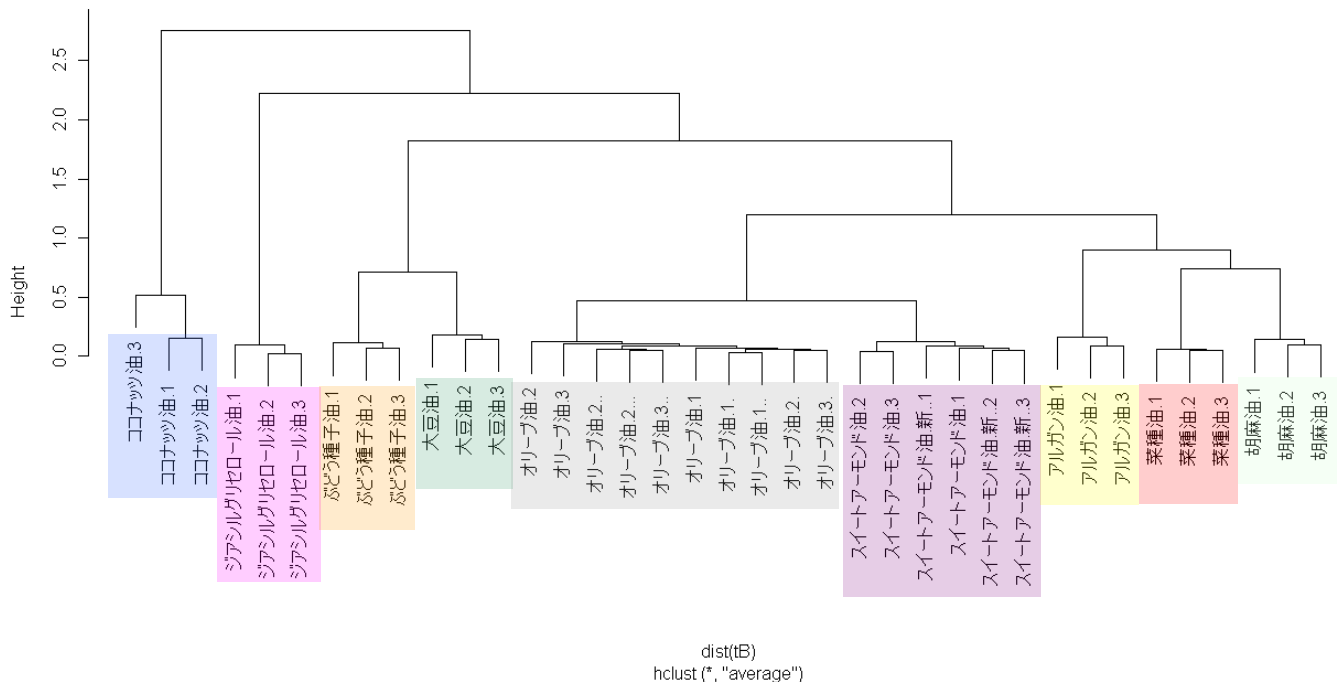 Height
2.5
2.0
1.5
1.0
0.5
0.0
ココナッツ油.3
ココナッツ油.1
ココナッツ油.2
ジアシルグリセロール油.1
ジアシルグリセロール油.2
ジアシルグリセロール油.3
ぶどう種子油.1
ぶどう種子油.2
ぶどう種子油.3
大豆油.1
大豆油.2
大豆油.3
オリーブ油.2
オリーブ油.3
オリーブ油.2...
オリーブ油.2...
オリーブ油.3...
オリーブ油.1
オリーブ油.1..
オリーブ油.1...
オリーブ油.2.
オリーブ油.3.
スイートアーモンド油.2
スイートアーモンド油.3
スイートアーモンド油.新..1
スイートアーモンド油.1
スイートアーモンド油.新..2
スイートアーモンド油.新..3
アルガン油.1
アルガン油.2
アルガン油.3
菜種油.1
菜種油.2
菜種油.3
胡麻油.1
胡麻油.2
胡麻油.3
dist(tB)
hclust (*, "average")